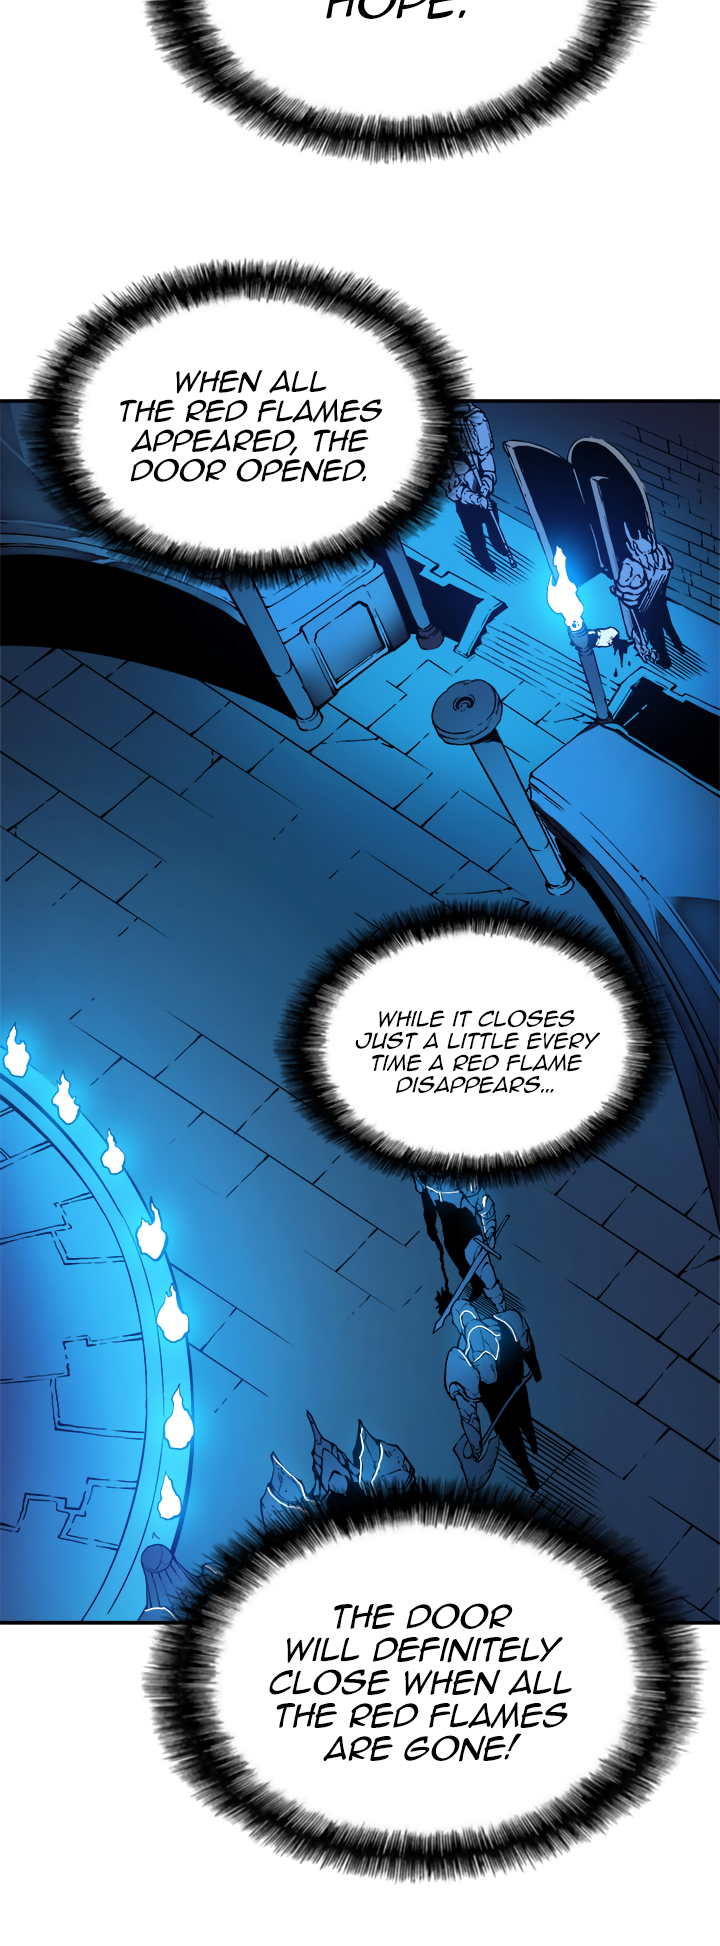 HOPE.
WHEN ALL
THE RED FLAMES
APPEARED, THE
DOOR OPENED.
WHILE IT CLOSES
JUST A LITTLE EVERY
TIME A RED FLAME
DISAPPEARS...
THE DOOR
WILL DEFINITELY
CLOSE WHEN ALL
THE RED FLAMES
ARE GONE!